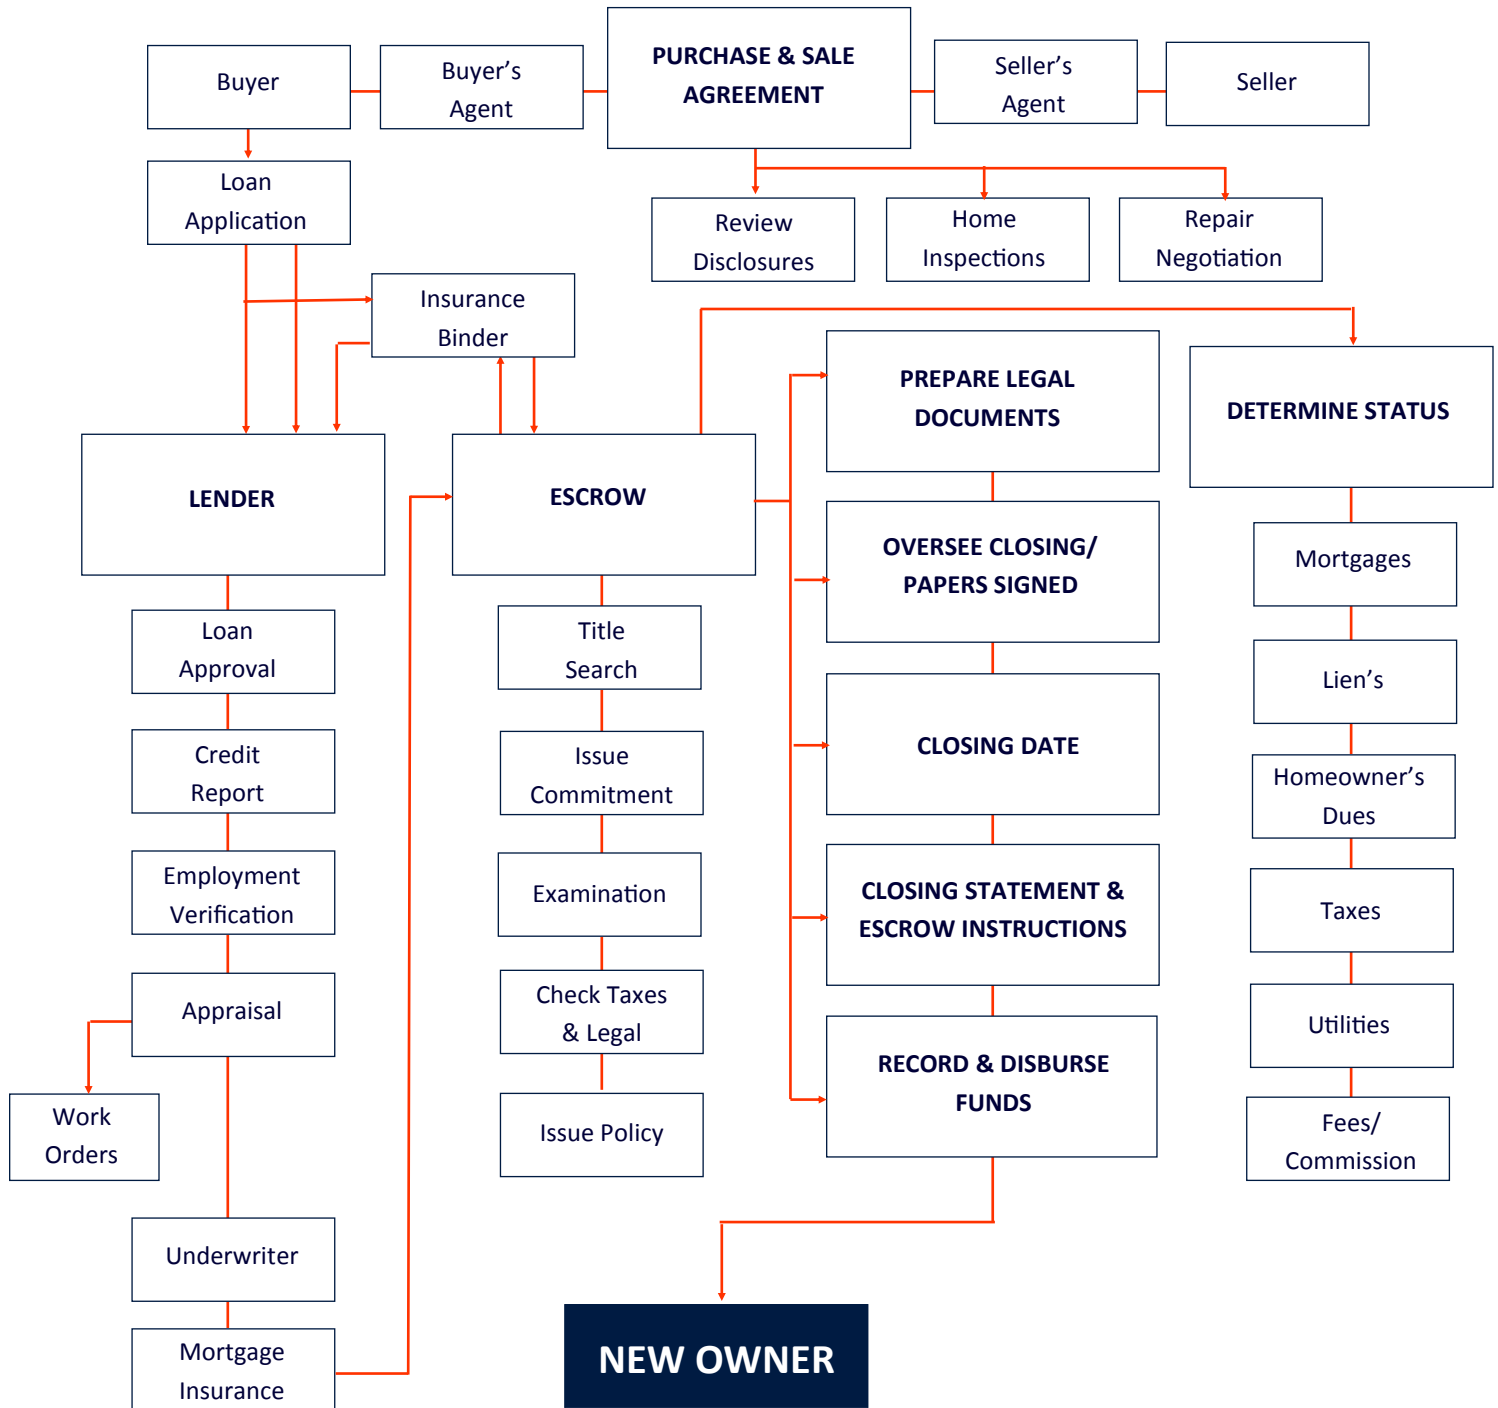 Buyer
Buyer’s
Agent
PURCHASE & SALE
AGREEMENT
Seller’s
Agent
Seller
Loan
Application
Review
Disclosures
Home
Inspections
Repair
Negotiation
Insurance
Binder
LENDER
ESCROW
PREPARE LEGAL
DOCUMENTS
DETERMINE STATUS
OVERSEE CLOSING/
PAPERS SIGNED
CLOSING DATE
CLOSING STATEMENT &
ESCROW INSTRUCTIONS
RECORD & DISBURSE
FUNDS
Loan
Approval
Credit
Report
Employment
Verification
Appraisal
Work
Orders
Underwriter
Mortgage
Insurance
Title
Search
Issue
Commitment
Examination
Check Taxes
& Legal
Issue Policy
Mortgages
Lien’s
Homeowner’s
Dues
Taxes
Utilities
Fees/
Commission
NEW OWNER